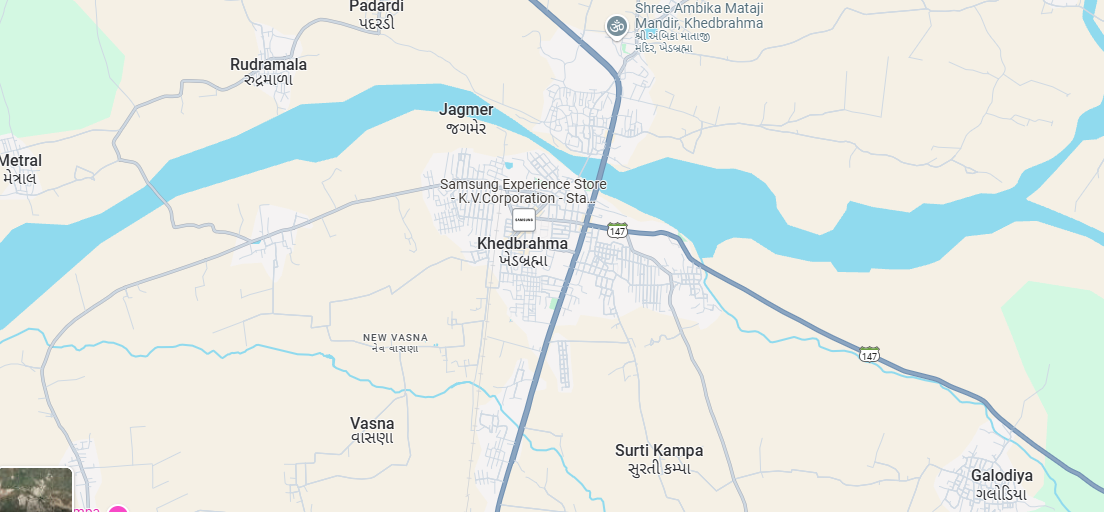 Padardi
પદરડી
Shree Ambika Mataji
Mandir, Khedbrahma
શ્રી અંબિકા માતાજી
મંદિર, ખેડબ્રહ્મા
Rudramala
રુદ્રમાળા
Jagmer
જગમેર
Metral
મેત્રાલ
Samsung Experience Store
- K.V.Corporation - Sta...
SAMSUNG
147
Khedbrahma
ખેડબ્રહ્મા
NEW VASNA
ન્યૂ વાસણા
147
Vasna
વાસણા
Surti Kampa
સુરતી કમ્પા
Galodiya
ગલોડિયા